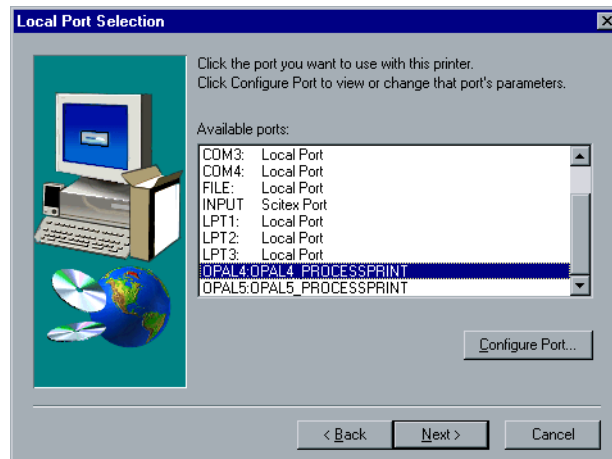 Local Port Selection
Click the port you want to use with this printer.
Click Configure Port to view or change that port's parameters.
Available ports:
COM3: Local Port
COM4: Local Port
FILE: Local Port
INPUT Scitex Port
LPT1: Local Port
LPT2: Local Port
LPT3: Local Port
OPAL4:OPAL4_PROCESSPRINT
OPAL5:OPAL5_PROCESSPRINT
Configure Port...
< Back Next > Cancel